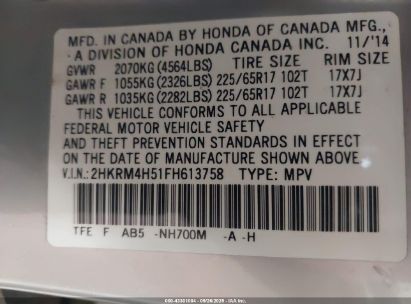 MFD. IN CANADA BY HONDA OF CANADA MFG.,
A DIVISION OF HONDA CANADA INC. 11/'14
GVWR 2070KG (4564LBS) TIRE SIZE RIM SIZE
GAWR F 1055KG (2326LBS) 225/65R17 102T 17X7J
GAWR R 1035KG (2282LBS) 225/65R17 102T 17X7J
THIS VEHICLE CONFORMS TO ALL APPLICABLE
FEDERAL MOTOR VEHICLE SAFETY
AND THEFT PREVENTION STANDARDS IN EFFECT
ON THE DATE OF MANUFACTURE SHOWN ABOVE
V.I.N.: 2HKRM4H51FH613758 TYPE: MPV
TFE F AB5 -NH700M -A -H